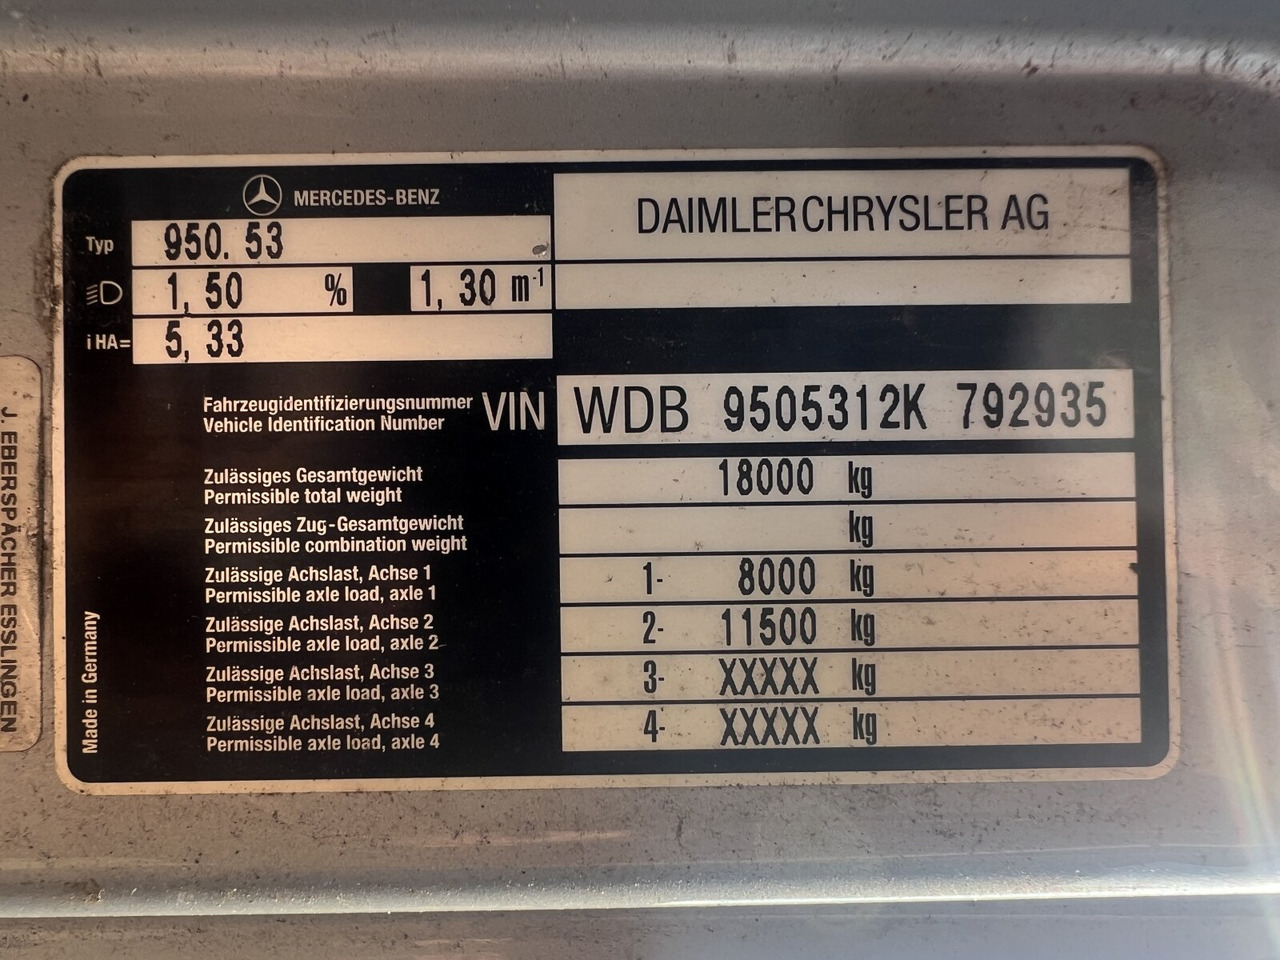 MERCEDES-BENZ
DAIMLERCHRYSLER AG
Typ 950.53
1,50 % 1,30 m-1
iHA= 5,33
Fahrzeugidentifizierungsnummer
Vehicle Identification Number
VIN WDB 9505312K 792935
Zulässiges Gesamtgewicht
Permissible total weight
18000 kg
Zulässiges Zug-Gesamtgewicht
Permissible combination weight
kg
Zulässige Achslast, Achse 1
Permissible axle load, axle 1
1- 8000 kg
Zulässige Achslast, Achse 2
Permissible axle load, axle 2
2- 11500 kg
Zulässige Achslast, Achse 3
Permissible axle load, axle 3
3- XXXXX kg
Zulässige Achslast, Achse 4
Permissible axle load, axle 4
4- XXXXX kg
Made in Germany
J. EBERSPÄCHER ESSLINGEN